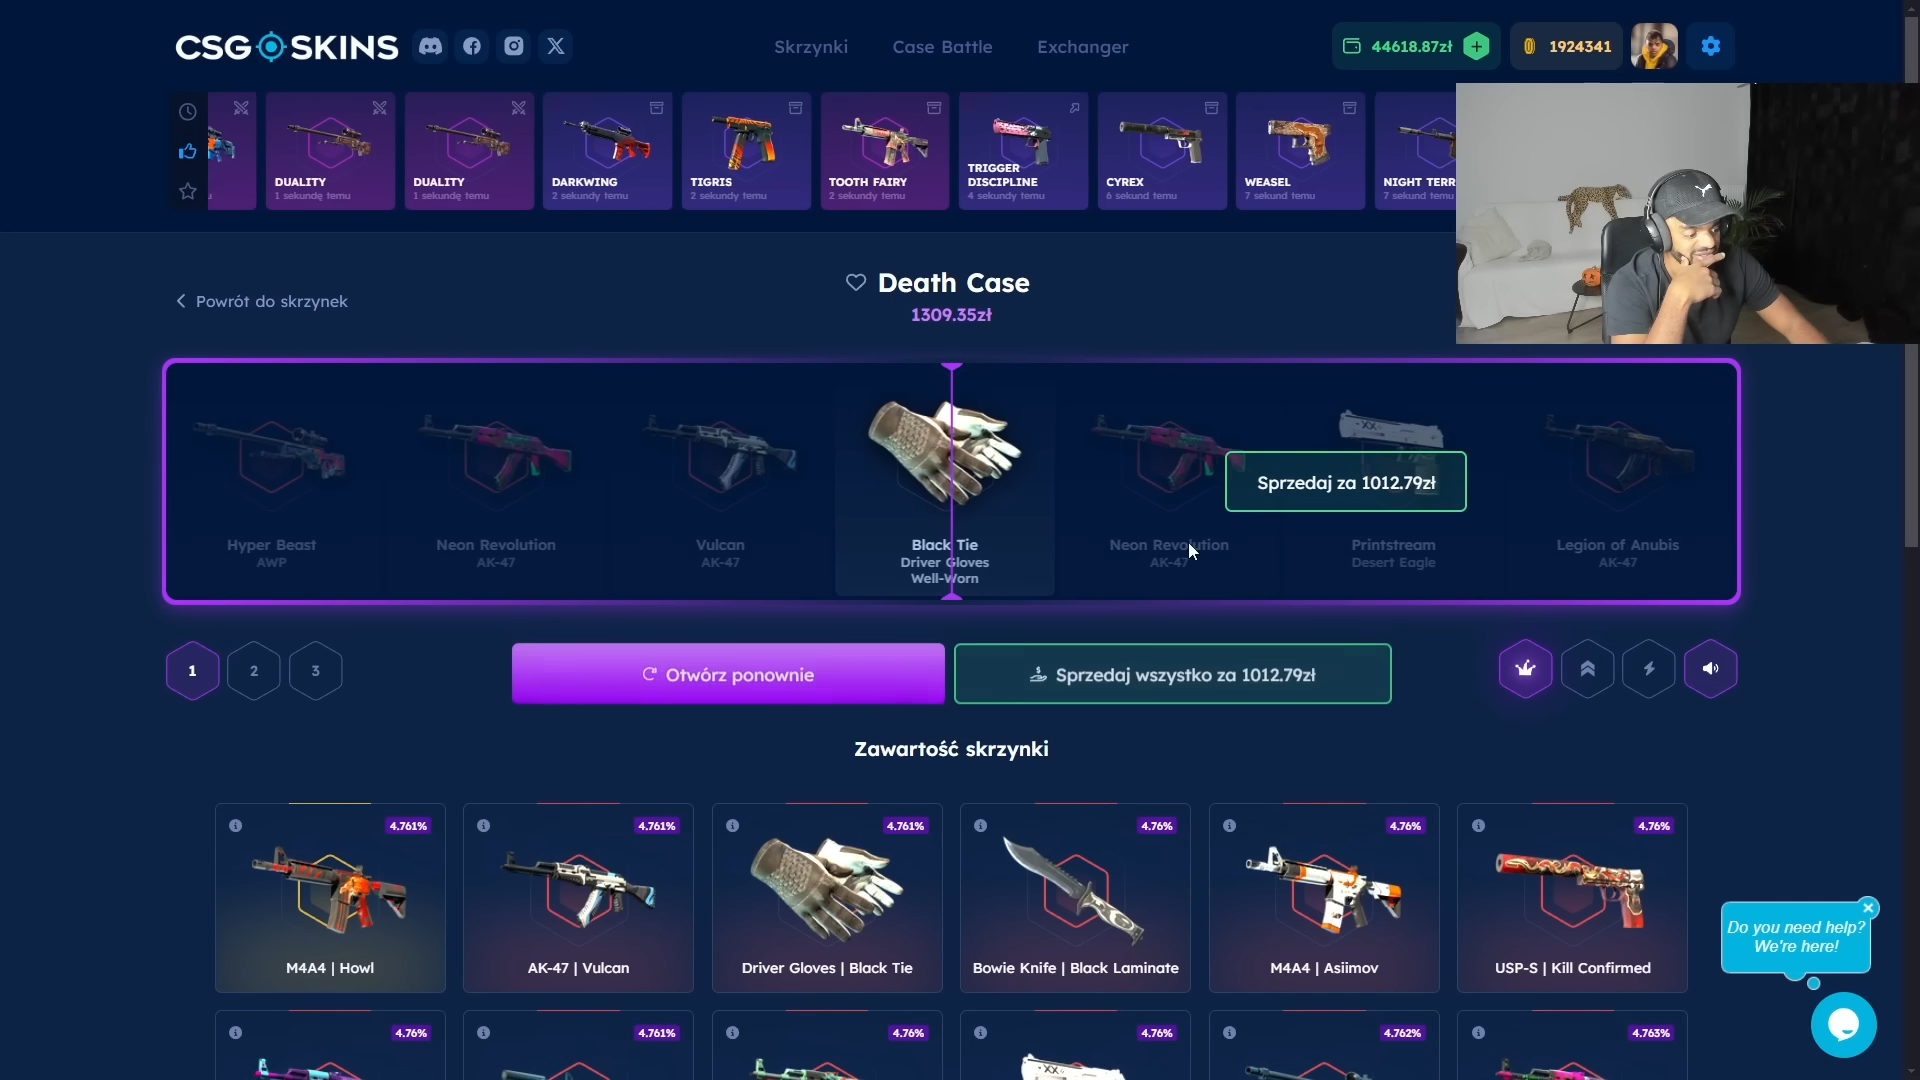 CSG SKINS
Skrzynki
Case Battle
Exchanger
44618.87zł
1924341
DUALITY
1 sekundę temu
DUALITY
1 sekundę temu
DARKWING
2 sekundy temu
TIGRIS
2 sekundy temu
TOOTH FAIRY
2 sekundy temu
TRIGGER
DISCIPLINE
4 sekundy temu
CYREX
6 sekund temu
WEASEL
7 sekund temu
NIGHT TERR
7 sekund tem
Powrót do skrzynek
Death Case
1309.35zł
Hyper Beast
AWP
Neon Revolution
AK-47
Vulcan
AK-47
Black Tie
Driver Gloves
Well-Worn
Neon Revolution
AK-47
Printstream
Desert Eagle
Legion of Anubis
AK-47
Sprzedaj za 1012.79zł
1
2
3
Otwórz ponownie
Sprzedaj wszystko za 1012.79zł
Zawartość skrzynki
4.761%
M4A4 | Howl
4.761%
AK-47 | Vulcan
4.761%
Driver Gloves | Black Tie
4.76%
Bowie Knife | Black Laminate
4.76%
M4A4 | Asiimov
4.76%
USP-S | Kill Confirmed
4.76%
4.761%
4.76%
4.76%
4.762%
4.763%
Do you need help?
We're here!